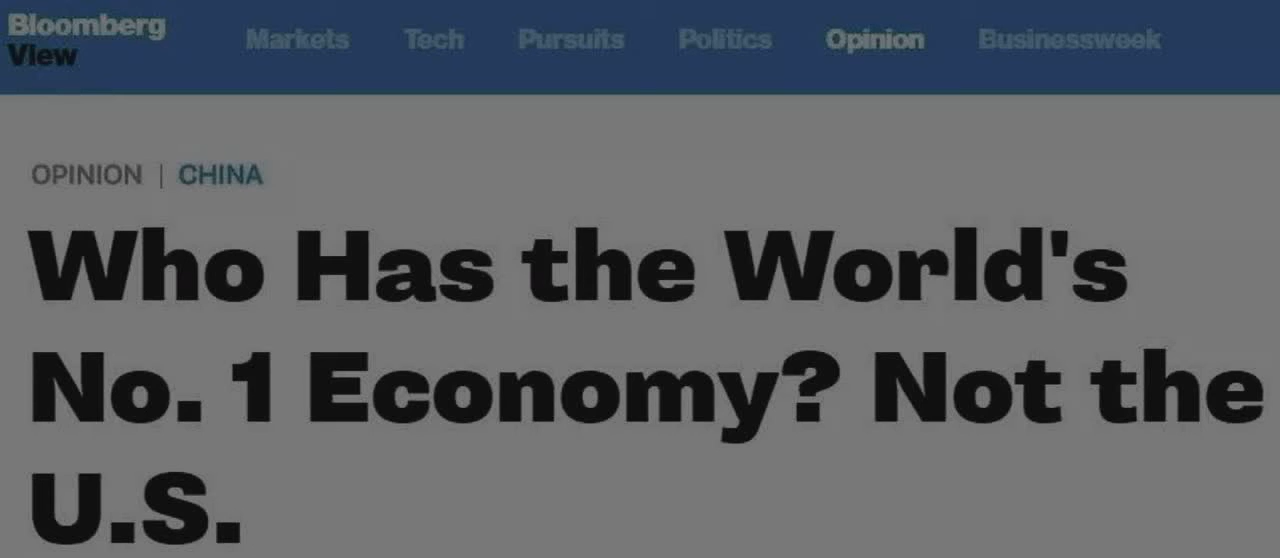 Bloomberg
View
Markets Tech Pursuits Politics Opinion Businessweek
OPINION | CHINA
Who Has the World's
No. 1 Economy? Not the
U.S.